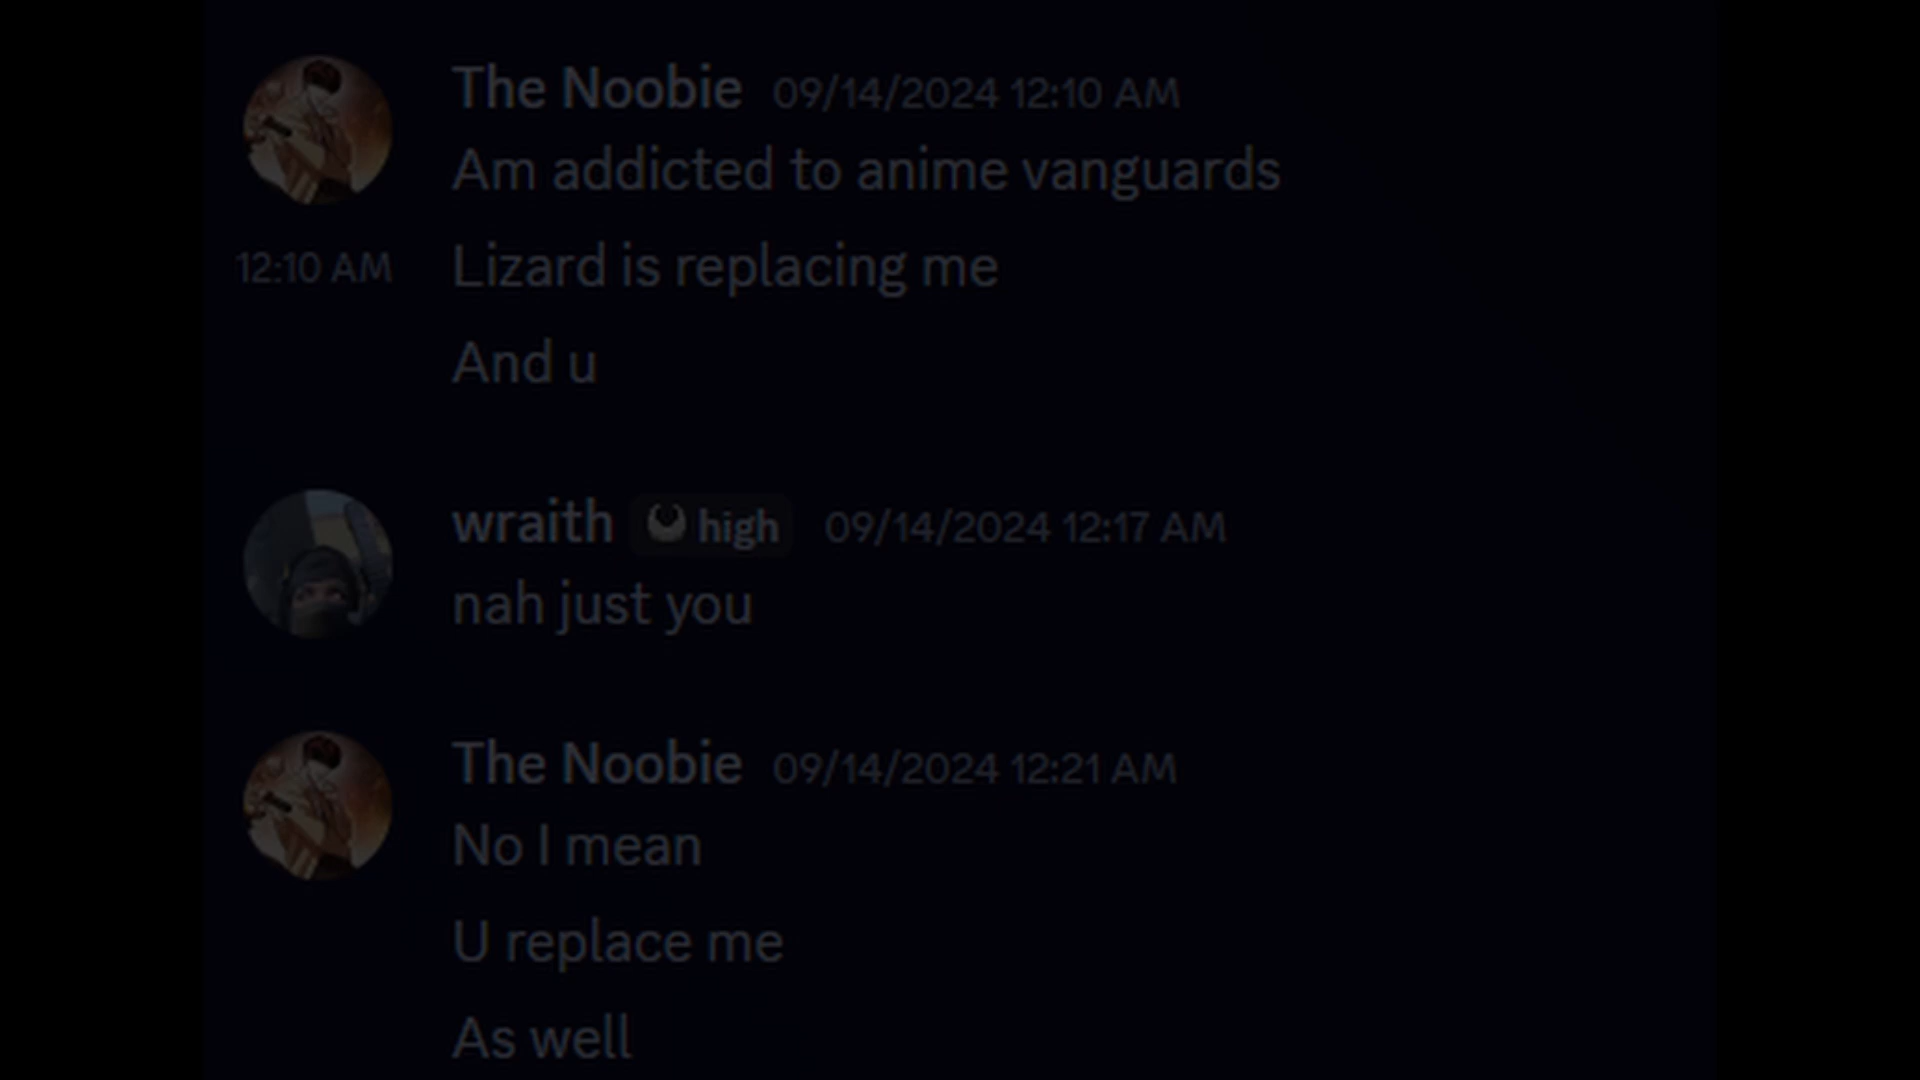 The Noobie 09/14/2024 12:10 AM
Am addicted to anime vanguards
12:10 AM Lizard is replacing me
And u
wraith high 09/14/2024 12:17 AM
nah just you
The Noobie 09/14/2024 12:21 AM
No I mean
U replace me
As well